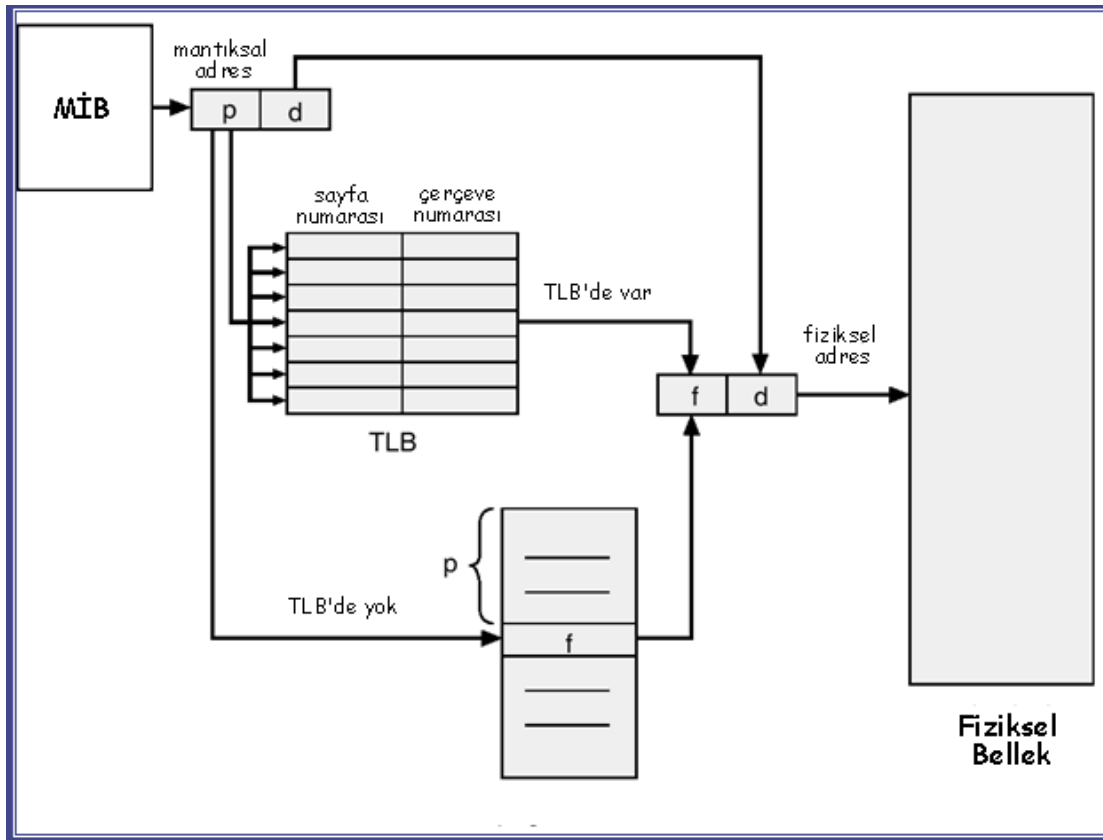 MİB
mantıksal
adres
p
d
sayfa
numarası
çerçeve
numarası
TLB'de var
fiziksel
adres
f
d
TLB
p
TLB'de yok
f
Fiziksel
Bellek